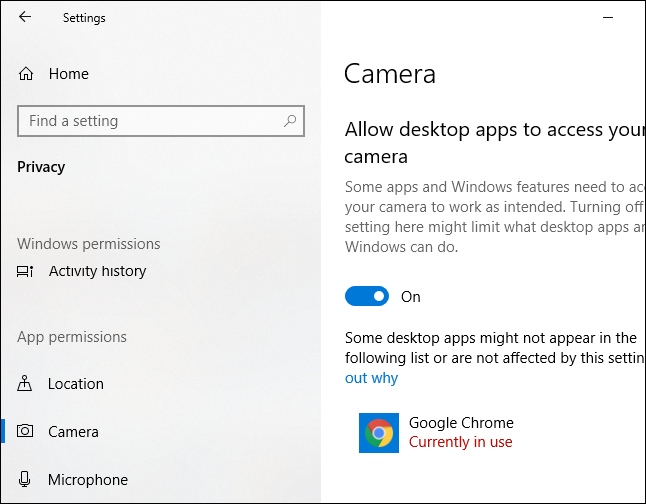 Settings
Home
Find a setting
Privacy
Windows permissions
Activity history
App permissions
Location
Camera
Microphone
Camera
Allow desktop apps to access your
camera
Some apps and Windows features need to acc
your camera to work as intended. Turning off
setting here might limit what desktop apps an
Windows can do.
On
Some desktop apps might not appear in the
following list or are not affected by this settin
out why
Google Chrome
Currently in use